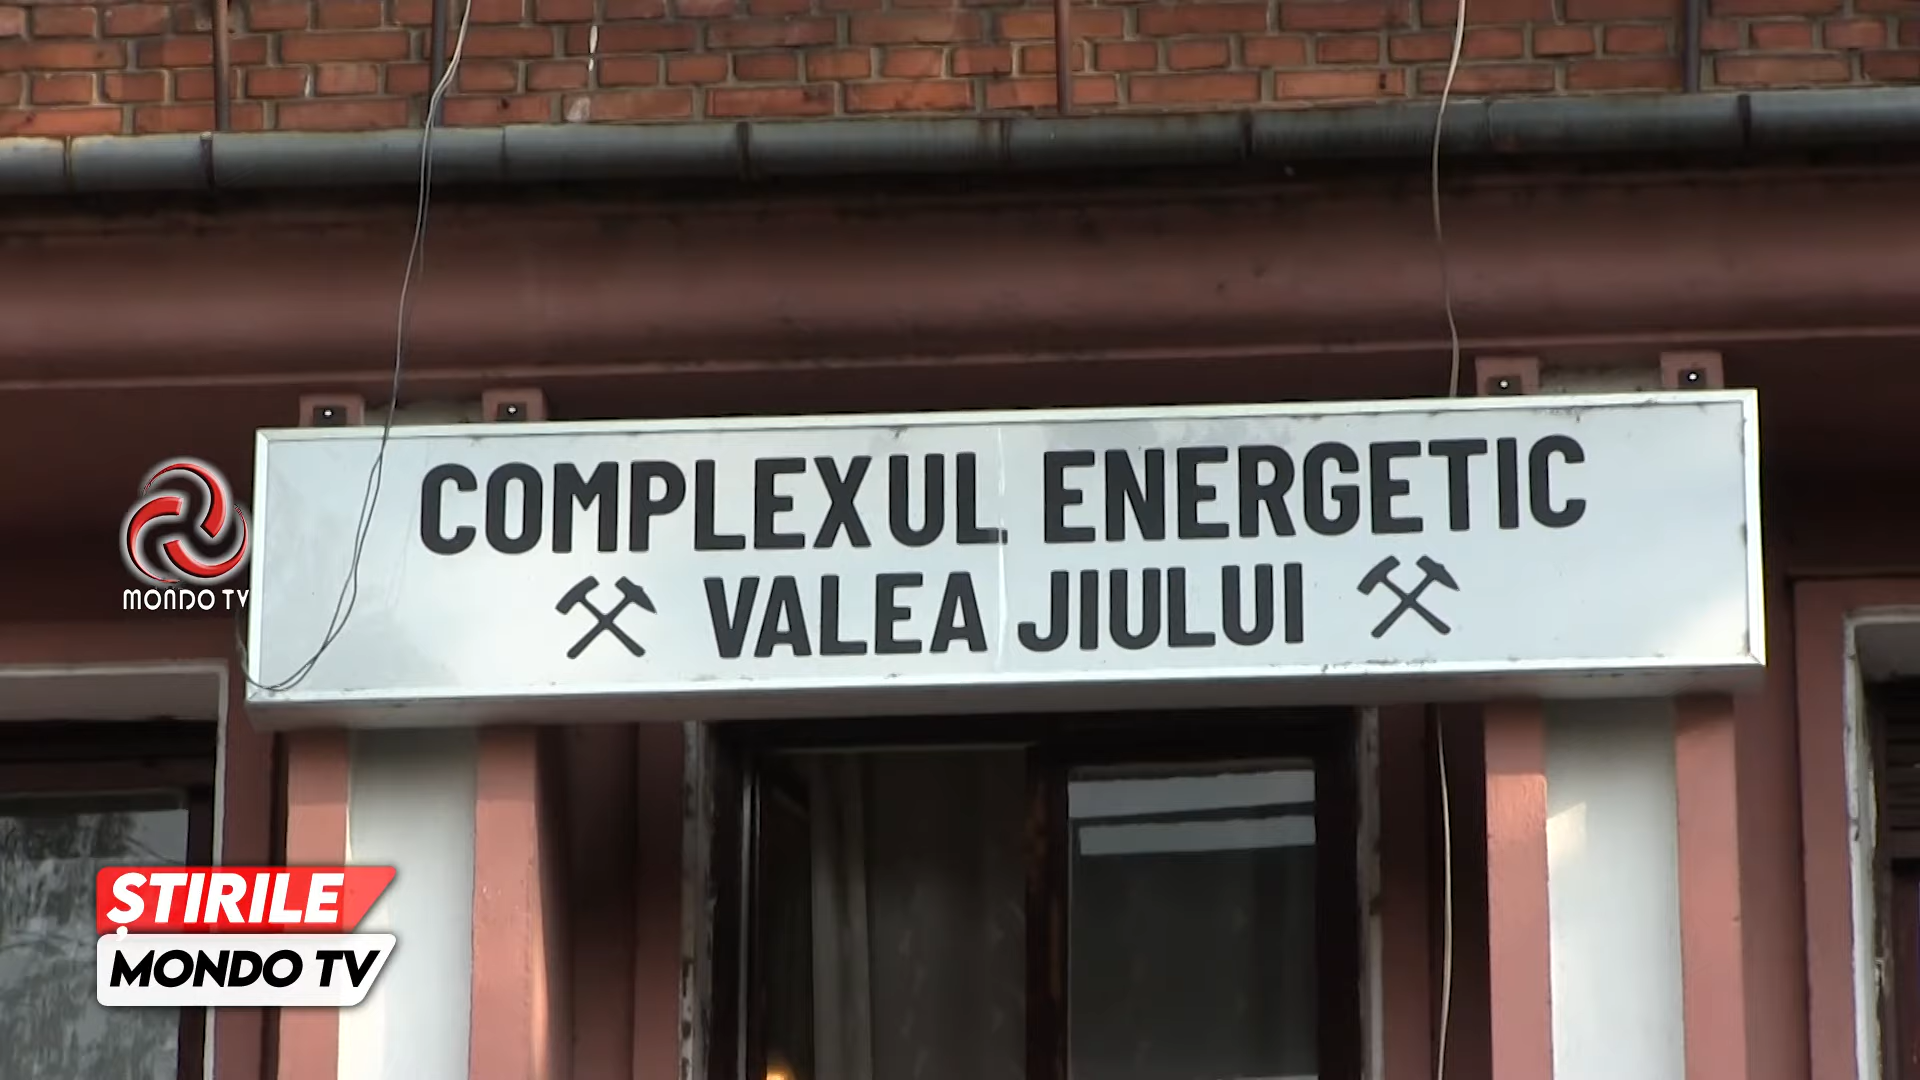 COMPLEXUL ENERGETIC
VALEA JIULUI
MONDO TV
ȘTIRILE
MONDO TV